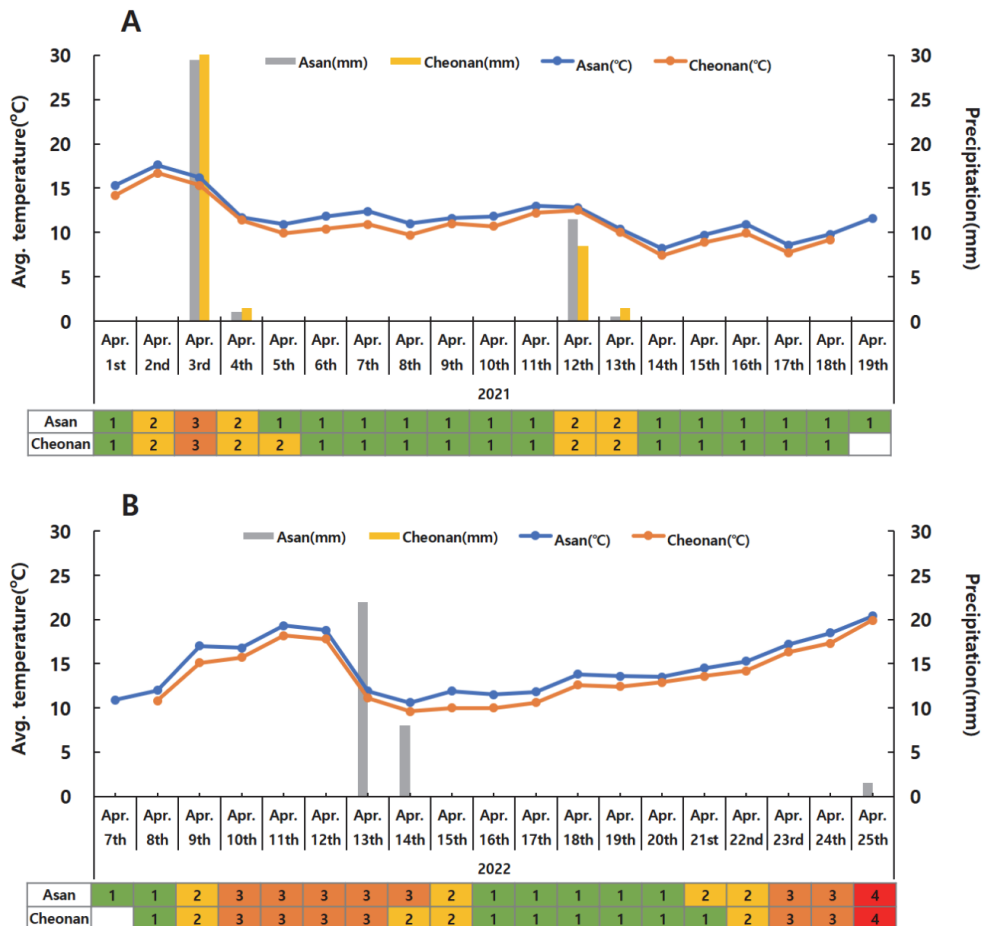 A
Asan(mm) Cheonan(mm) Asan(℃) Cheonan(℃)
Avg. temperature(℃)
30
25
20
15
10
5
0
30
25
20
15
10
5
0
Precipitation(mm)
Apr. Apr. Apr. Apr. Apr. Apr. Apr. Apr. Apr. Apr. Apr. Apr. Apr. Apr. Apr. Apr. Apr. Apr. Apr.
1st 2nd 3rd 4th 5th 6th 7th 8th 9th 10th 11th 12th 13th 14th 15th 16th 17th 18th 19th
2021
Asan 1 2 3 2 1 1 1 1 1 1 1 2 2 1 1 1 1 1 1
Cheonan 1 2 3 2 2 1 1 1 1 1 1 2 2 1 1 1 1 1
B
Asan(mm) Cheonan(mm) Asan(℃) Cheonan(℃)
Avg. temperature(℃)
30
25
20
15
10
5
0
30
25
20
15
10
5
0
Precipitation(mm)
Apr. Apr. Apr. Apr. Apr. Apr. Apr. Apr. Apr. Apr. Apr. Apr. Apr. Apr. Apr. Apr. Apr. Apr. Apr.
7th 8th 9th 10th 11th 12th 13th 14th 15th 16th 17th 18th 19th 20th 21st 22nd 23rd 24th 25th
2022
Asan 1 1 2 3 3 3 3 3 2 1 1 1 1 1 2 2 3 3 4
Cheonan 1 2 3 3 3 3 2 2 1 1 1 1 1 1 2 3 3 4